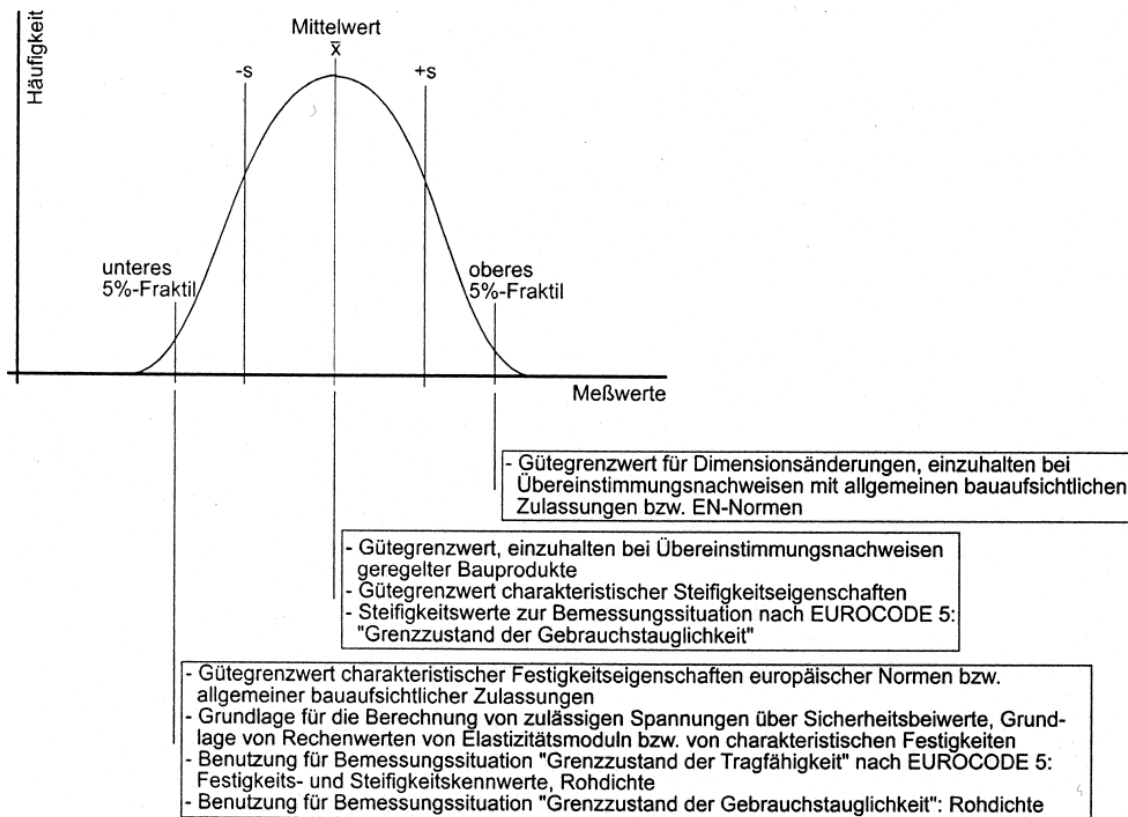 Häufigkeit
Mittelwert
x̅
-s
+s
unteres
5%-Fraktil
oberes
5%-Fraktil
Meßwerte
- Gütegrenzwert für Dimensionsänderungen, einzuhalten bei
Übereinstimmungsnachweisen mit allgemeinen bauaufsichtlichen
Zulassungen bzw. EN-Normen
- Gütegrenzwert, einzuhalten bei Übereinstimmungsnachweisen
geregelter Bauprodukte
- Gütegrenzwert charakteristischer Steifigkeitseigenschaften
- Steifigkeitswerte zur Bemessungssituation nach EUROCODE 5:
"Grenzzustand der Gebrauchstauglichkeit"
- Gütegrenzwert charakteristischer Festigkeitseigenschaften europäischer Normen bzw.
allgemeiner bauaufsichtlicher Zulassungen
- Grundlage für die Berechnung von zulässigen Spannungen über Sicherheitsbeiwerte, Grund-
lage von Rechenwerten von Elastizitätsmoduln bzw. von charakteristischen Festigkeiten
- Benutzung für Bemessungssituation "Grenzzustand der Tragfähigkeit" nach EUROCODE 5:
Festigkeits- und Steifigkeitskennwerte, Rohdichte
- Benutzung für Bemessungssituation "Grenzzustand der Gebrauchstauglichkeit": Rohdichte